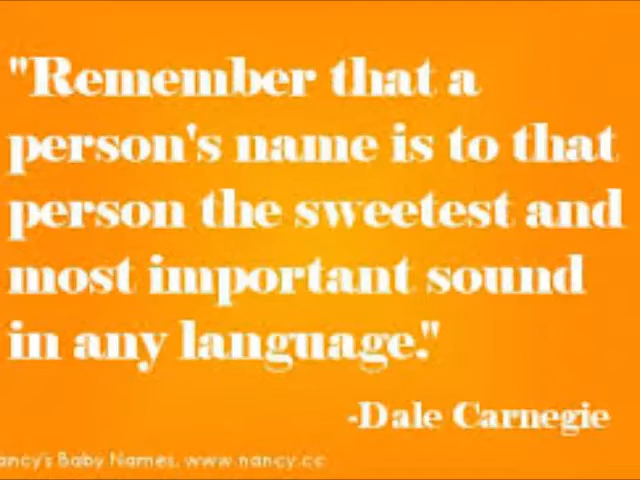 "Remember that a
person's name is to that
person the sweetest and
most important sound
in any language."
-Dale Carnegie
ancy's Baby Names, www.nancy.cc